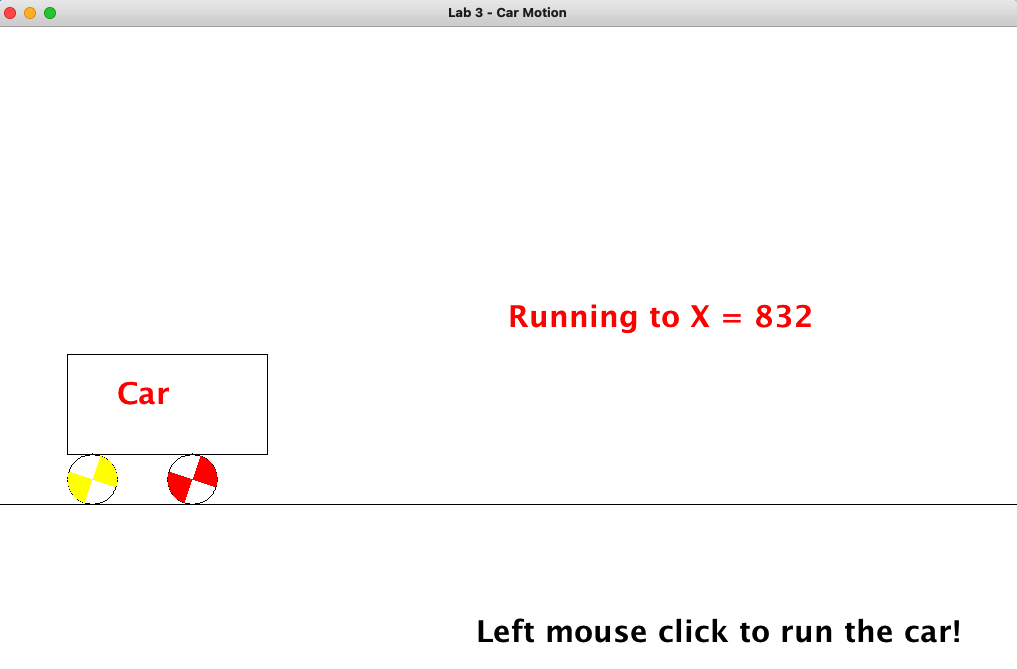 Lab 3 - Car Motion
Running to X = 832
Car
Left mouse click to run the car!